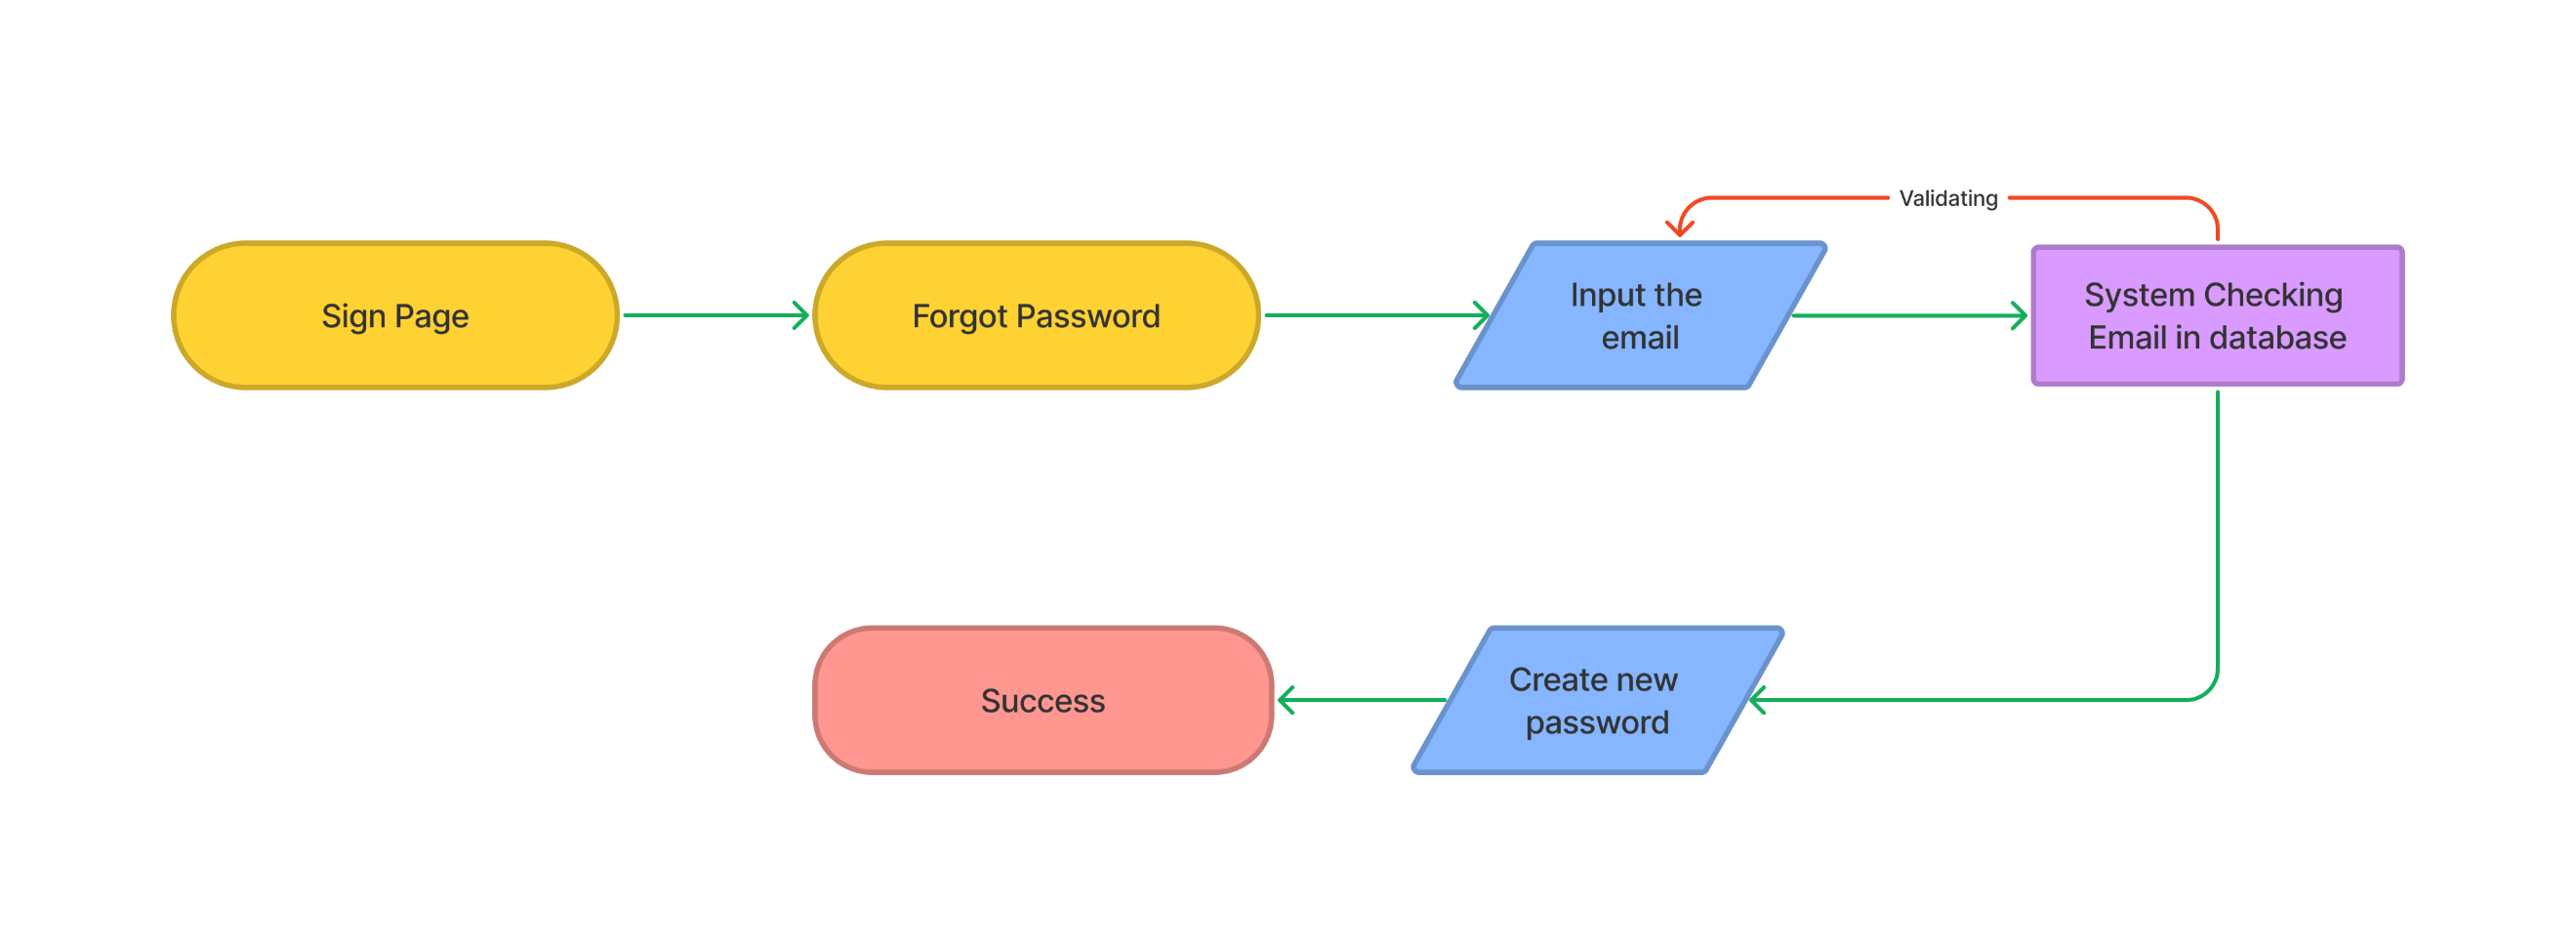 Validating
Sign Page
Forgot Password
Input the
email
System Checking
Email in database
Success
Create new
password